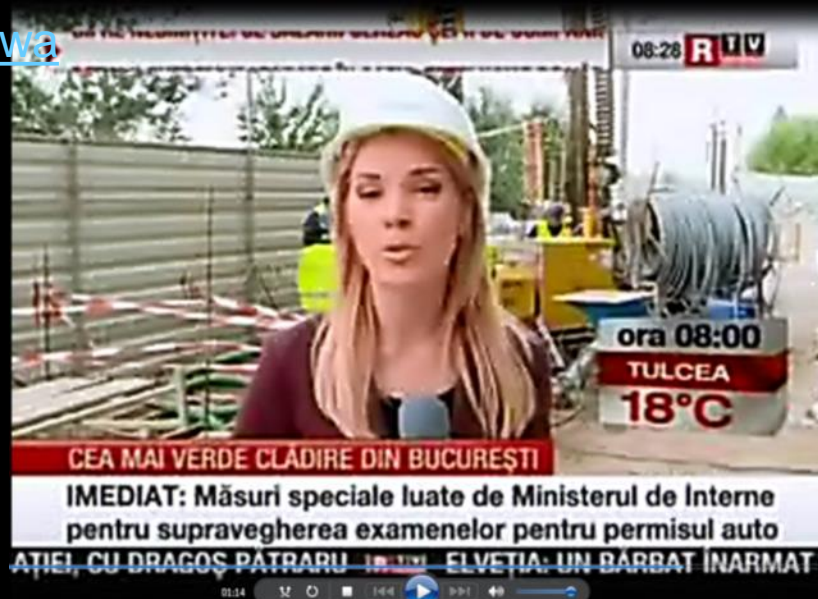 wa
08:28 RTV
ora 08:00
TULCEA
18°C
CEA MAI VERDE CLĂDIRE DIN BUCUREȘTI
IMEDIAT: Măsuri speciale luate de Ministerul de Interne
pentru supravegherea examenelor pentru permisul auto
AȚIEI, CU DRAGOȘ PĂTRARU ELVEȚIA: UN BĂRBAT ÎNARMAT
01:14